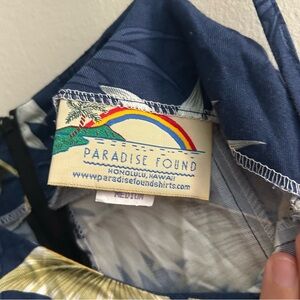 PARADISE FOUND
HONOLULU, HAWAII
www.paradisefoundshirts.com
MEDIUM